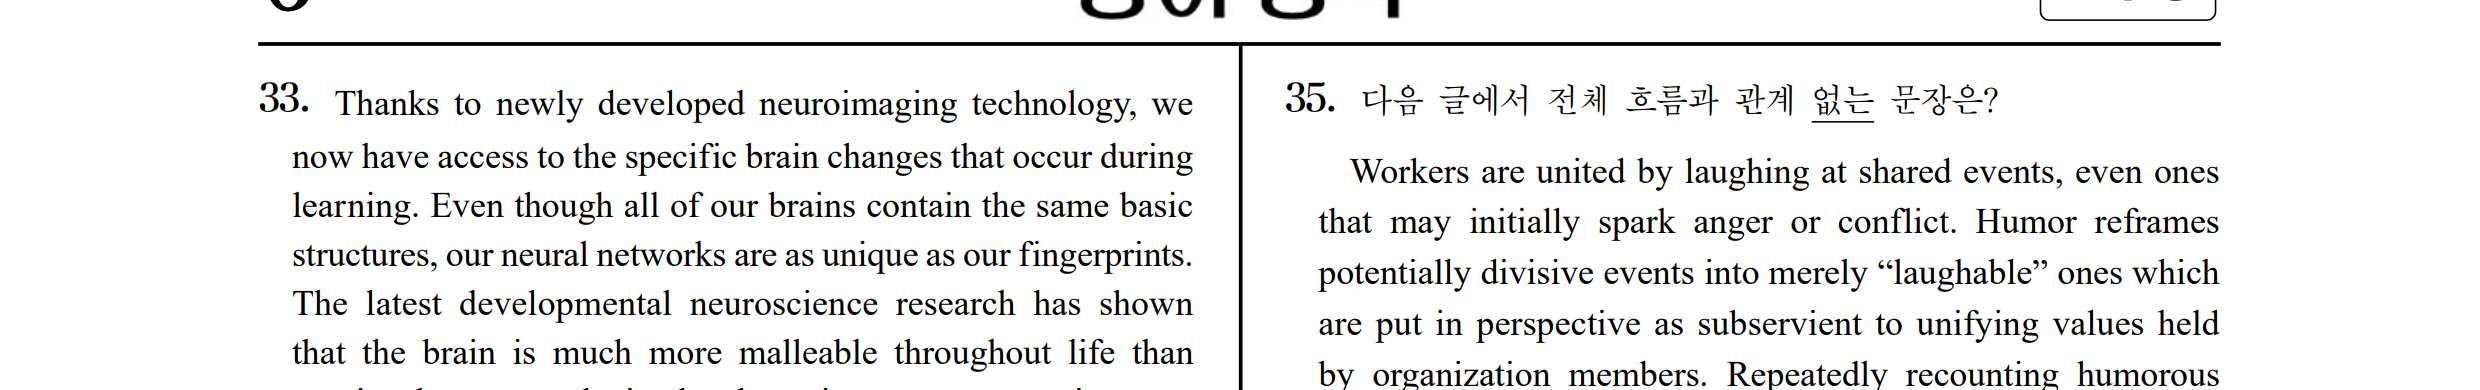 33. Thanks to newly developed neuroimaging technology, we
now have access to the specific brain changes that occur during
learning. Even though all of our brains contain the same basic
structures, our neural networks are as unique as our fingerprints.
The latest developmental neuroscience research has shown
that the brain is much more malleable throughout life than
35. 다음 글에서 전체 흐름과 관계 없는 문장은?
Workers are united by laughing at shared events, even ones
that may initially spark anger or conflict. Humor reframes
potentially divisive events into merely “laughable” ones which
are put in perspective as subservient to unifying values held
by organization members. Repeatedly recounting humorous